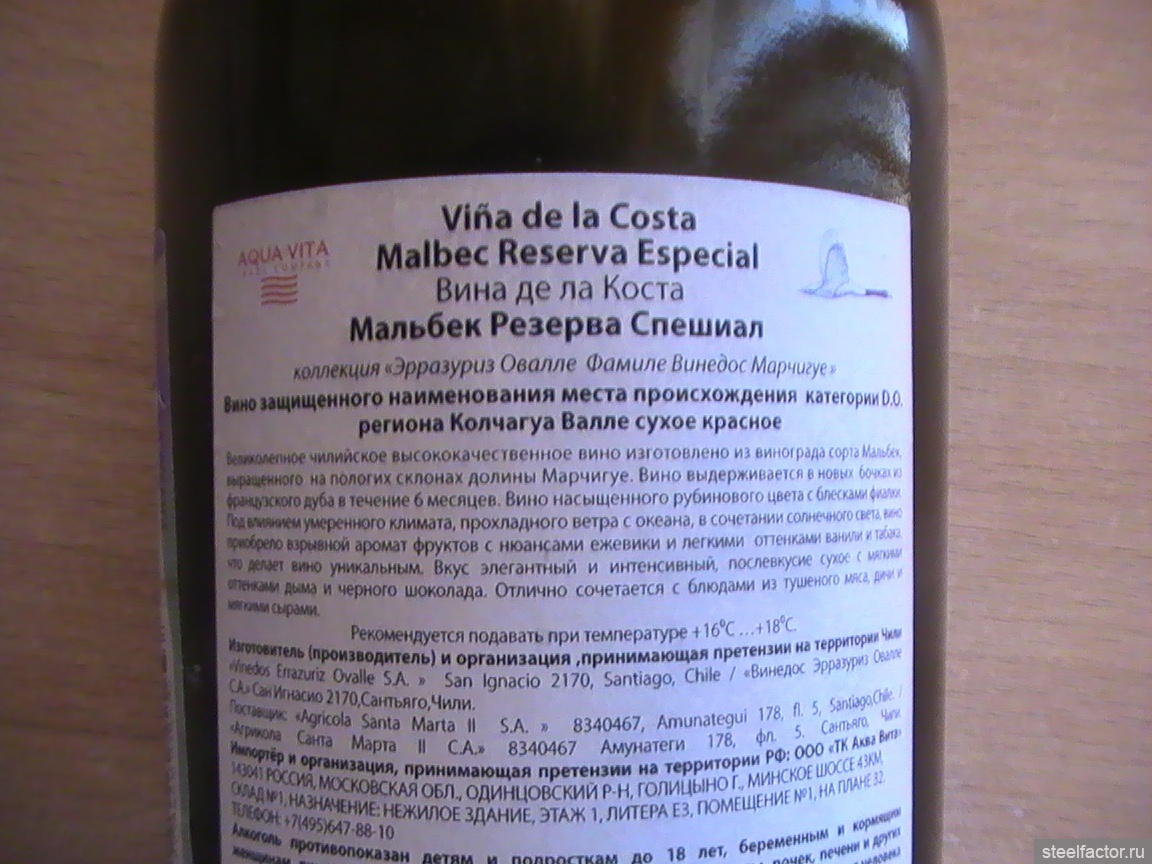 Viña de la Costa
AQUA VITA
Malbec Reserva Especial
Вина де ла Коста
Мальбек Резерва Спешиал
коллекция «Эрразуриз Овалле Фамиле Винедос Марчигуе»
Вино защищенного наименования места происхождения категории D.O.
региона Колчагуа Валле сухое красное
Великолепное чилийское высококачественное вино изготовлено из винограда сорта Мальбек,
выращенного на пологих склонах долины Марчигуе. Вино выдерживается в новых бочках из
французского дуба в течение 6 месяцев. Вино насыщенного рубинового цвета с блесками фиалки.
Под влиянием умеренного климата, прохладного ветра с океана, в сочетании солнечного света, вино
приобрело взрывной аромат фруктов с нюансами ежевики и легкими оттенками ванили и табака,
что делает вино уникальным. Вкус элегантный и интенсивный, послевкусие сухое с мягкими
оттенками дыма и черного шоколада. Отлично сочетается с блюдами из тушеного мяса, дичи и
мягкими сырами.
Рекомендуется подавать при температуре +16⁰С ...+18⁰С.
Изготовитель (производитель) и организация ,принимающая претензии на территории Чили
«Vinedos Errazuriz Ovalle S.A. » San Ignacio 2170, Santiago, Chile / «Винедос Эрразуриз Овалле
С.А.» Сан Игнасио 2170,Сантьяго,Чили.
Поставщик: «Agricola Santa Marta II S.A. » 8340467, Amunategui 178, fl. 5, Santiago,Chile. /
«Агрикола Санта Марта II С.А.» 8340467 Амунатеги 178, фл. 5. Сантьяго, Чили.
Импортёр и организация, принимающая претензии на территории РФ: ООО «ТК Аква Вита»
143041 РОССИЯ, МОСКОВСКАЯ ОБЛ., ОДИНЦОВСКИЙ Р-Н, ГОЛИЦЫНО Г., МИНСКОЕ ШОССЕ 43КМ,
СКЛАД №1, НАЗНАЧЕНИЕ: НЕЖИЛОЕ ЗДАНИЕ, ЭТАЖ 1, ЛИТЕРА Е3, ПОМЕЩЕНИЕ №1, НА ПЛАНЕ 32.
ТЕЛЕФОН: +7(495)647-88-10
Алкоголь противопоказан детям и подросткам до 18 лет, беременным и кормящим
женщинам почек, печени и других
steelfactor.ru